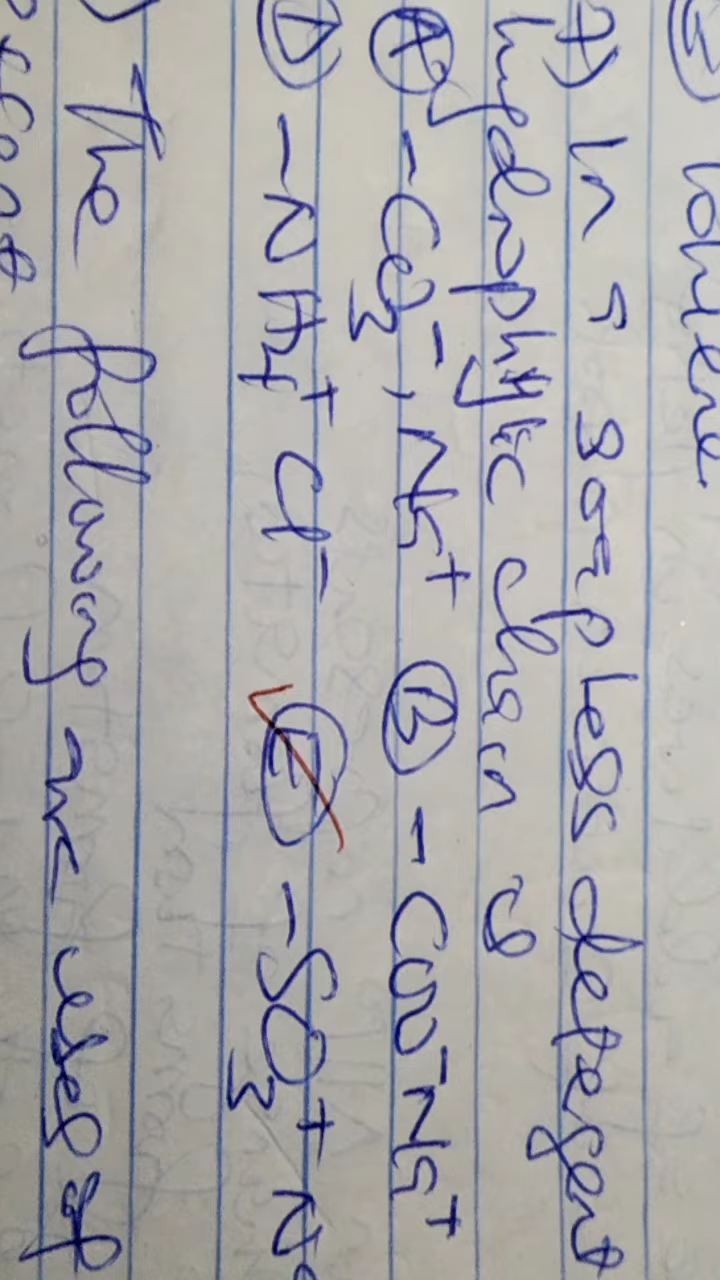 toluene
7) In a soapless detergent
hydrophylic chain is
(A) -CO₃⁻, Na⁺ (B) -COO⁻Na⁺
(D) -NH₄⁺ Cl⁻ (E) -SO₃⁺ Na
) The following are uses of